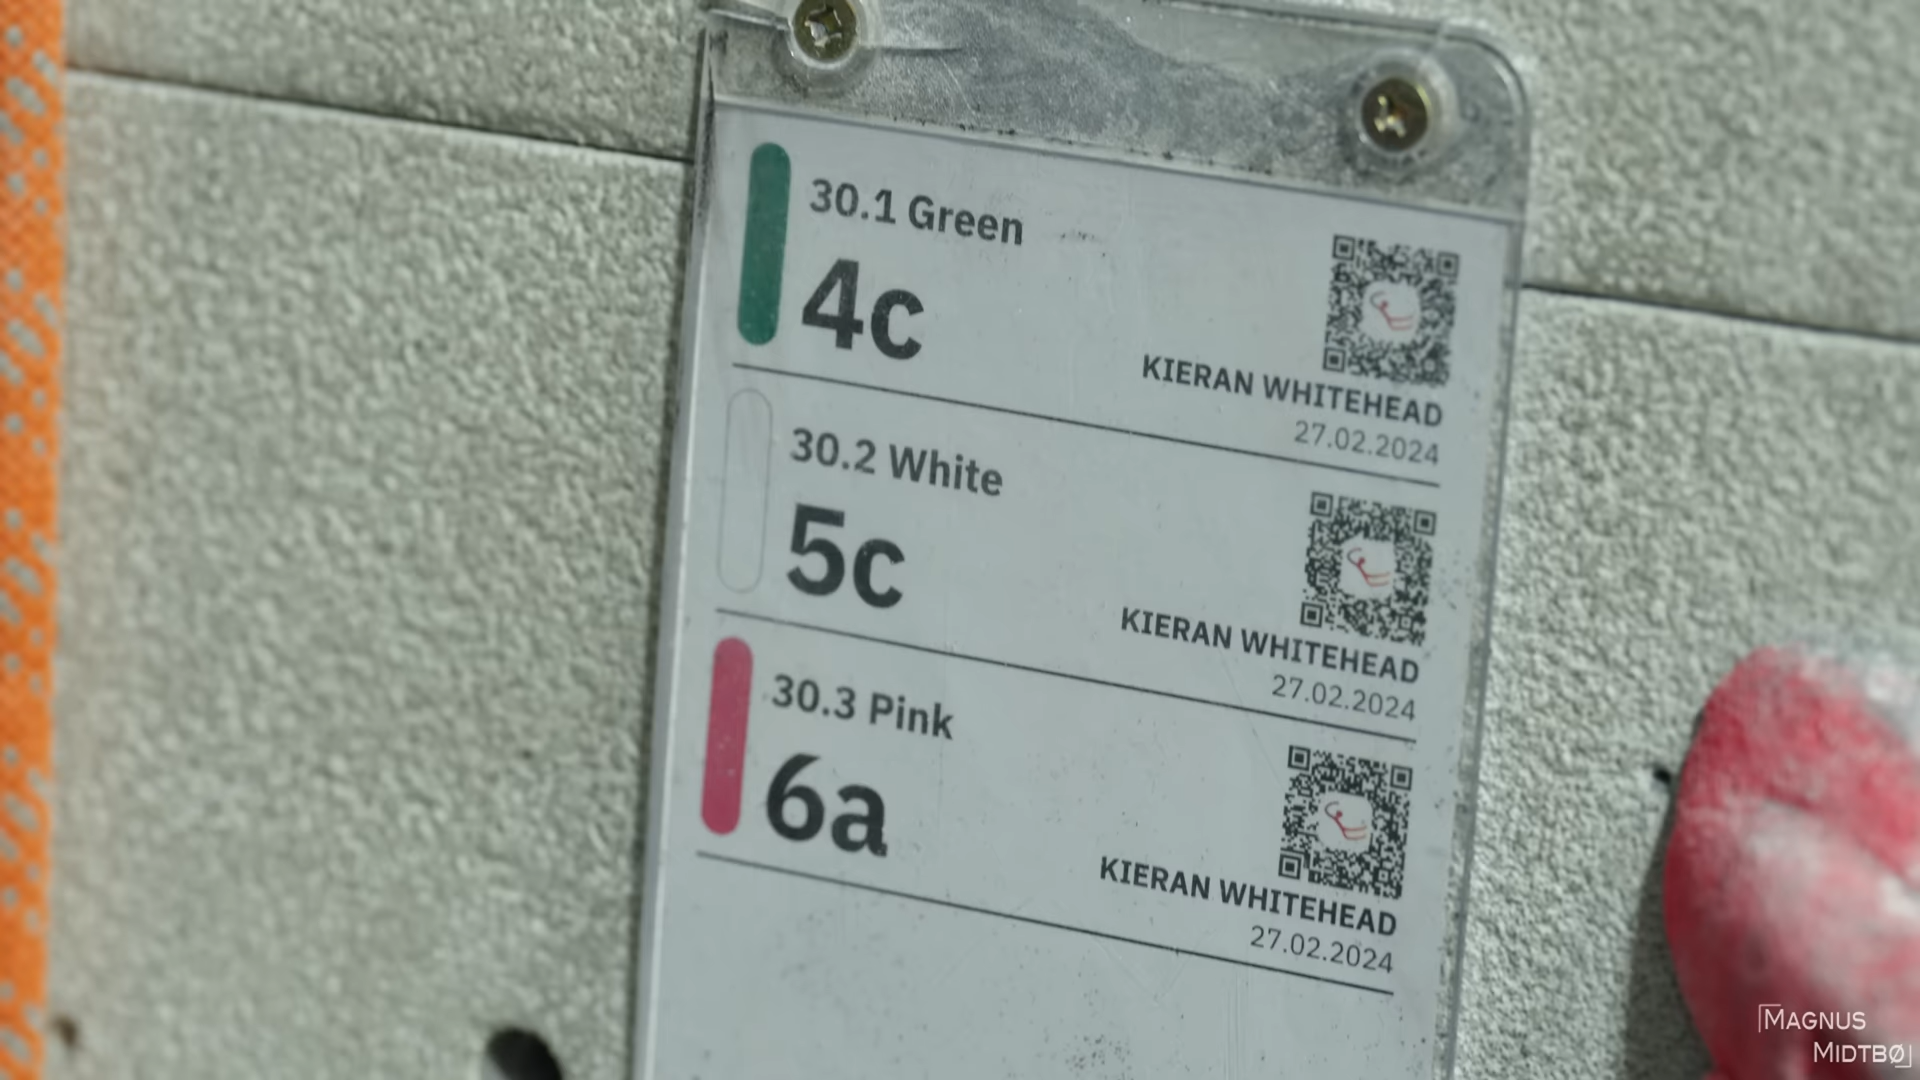 30.1 Green
4c
KIERAN WHITEHEAD
27.02.2024
30.2 White
5c
KIERAN WHITEHEAD
27.02.2024
30.3 Pink
6a
KIERAN WHITEHEAD
27.02.2024
MAGNUS
MIDTBØ